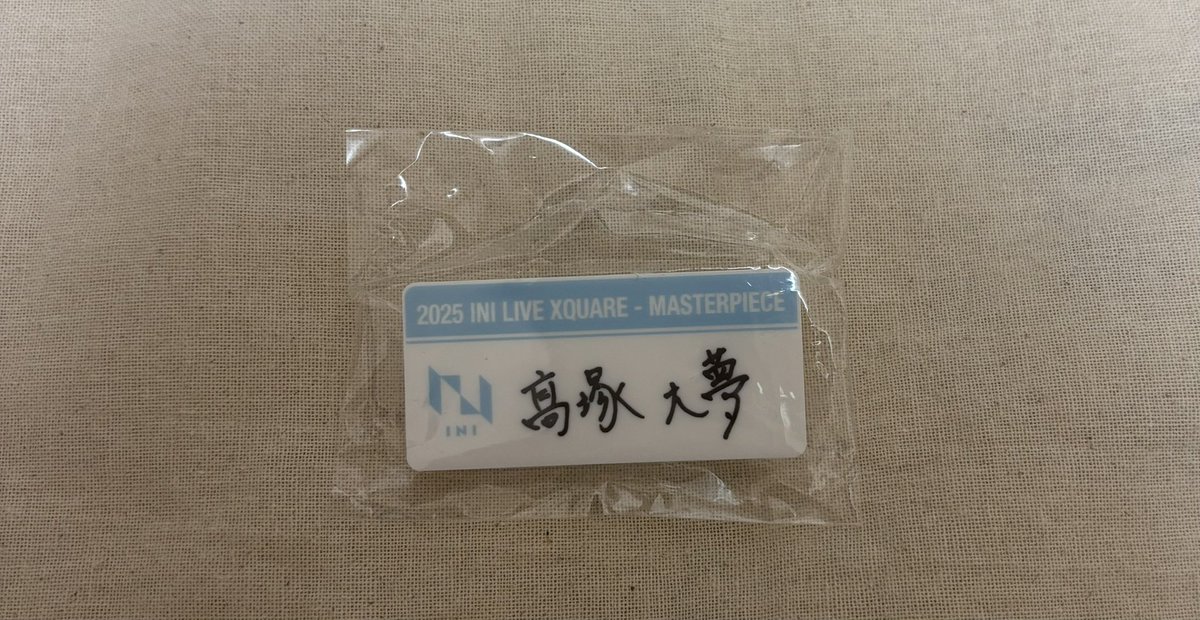 2025 INI LIVE XQUARE - MASTERPIECE
INI
髙塚 大夢